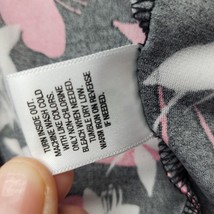 TURN INSIDE OUT.
MACHINE WASH COLD
WITH LIKE COLORS.
ONLY NON-CHLORINE
BLEACH WHEN NEEDED.
TUMBLE DRY LOW.
WARM IRON ON REVERSE
IF NEEDED.